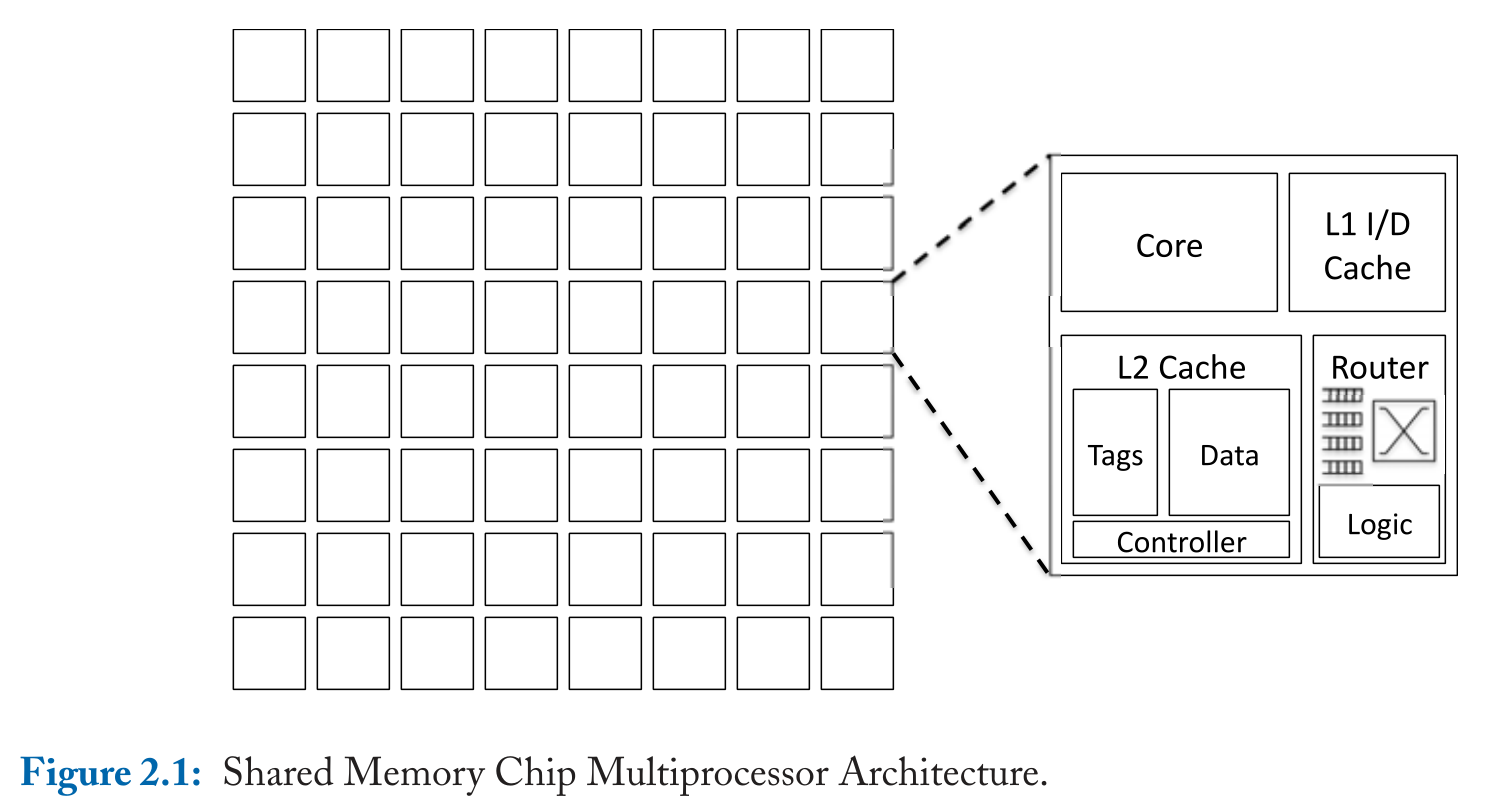 Core
L1 I/D
Cache
L2 Cache
Tags
Data
Controller
Router
Logic
Figure 2.1: Shared Memory Chip Multiprocessor Architecture.